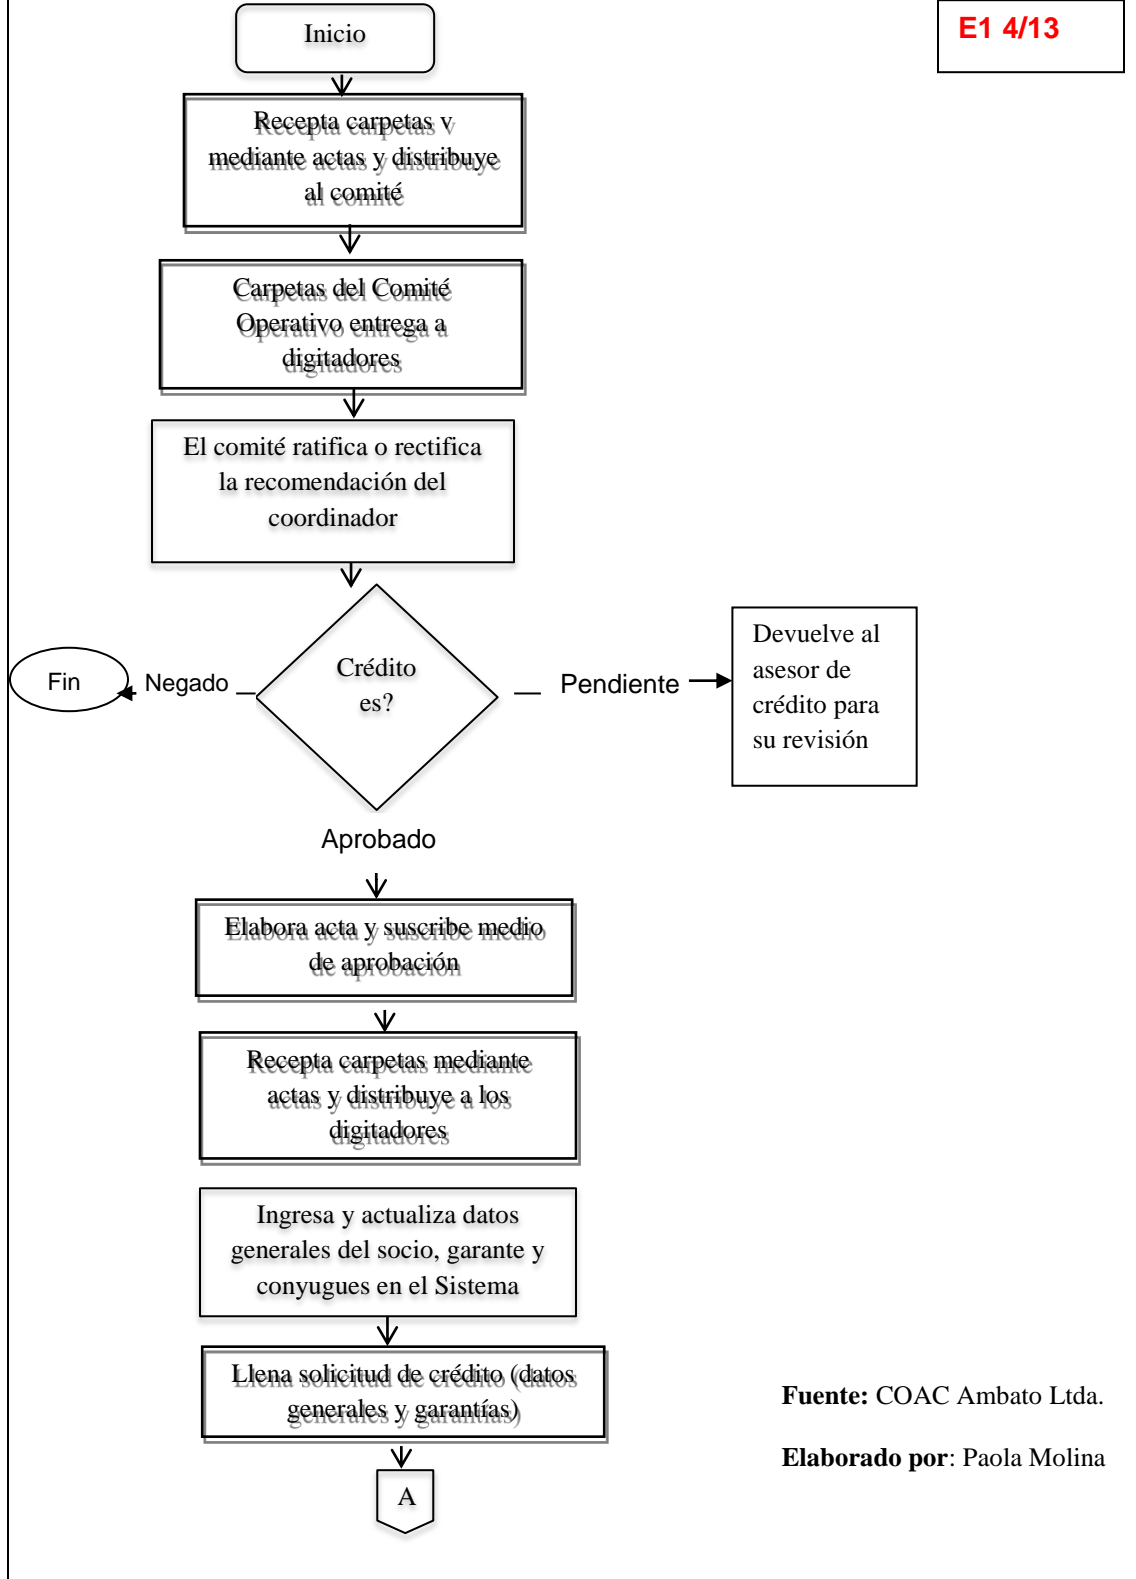 Inicio
E1 4/13
Recepta carpetas v
mediante actas y distribuye
al comité
Carpetas del Comité
Operativo entrega a
digitadores
El comité ratifica o rectifica
la recomendación del
coordinador
Crédito
es?
Fin
Negado
Pendiente
Devuelve al
asesor de
crédito para
su revisión
Aprobado
Elabora acta y suscribe medio
de aprobación
Recepta carpetas mediante
actas y distribuye a los
digitadores
Ingresa y actualiza datos
generales del socio, garante y
conyugues en el Sistema
Llena solicitud de crédito (datos
generales y garantías)
A
Fuente: COAC Ambato Ltda.
Elaborado por: Paola Molina